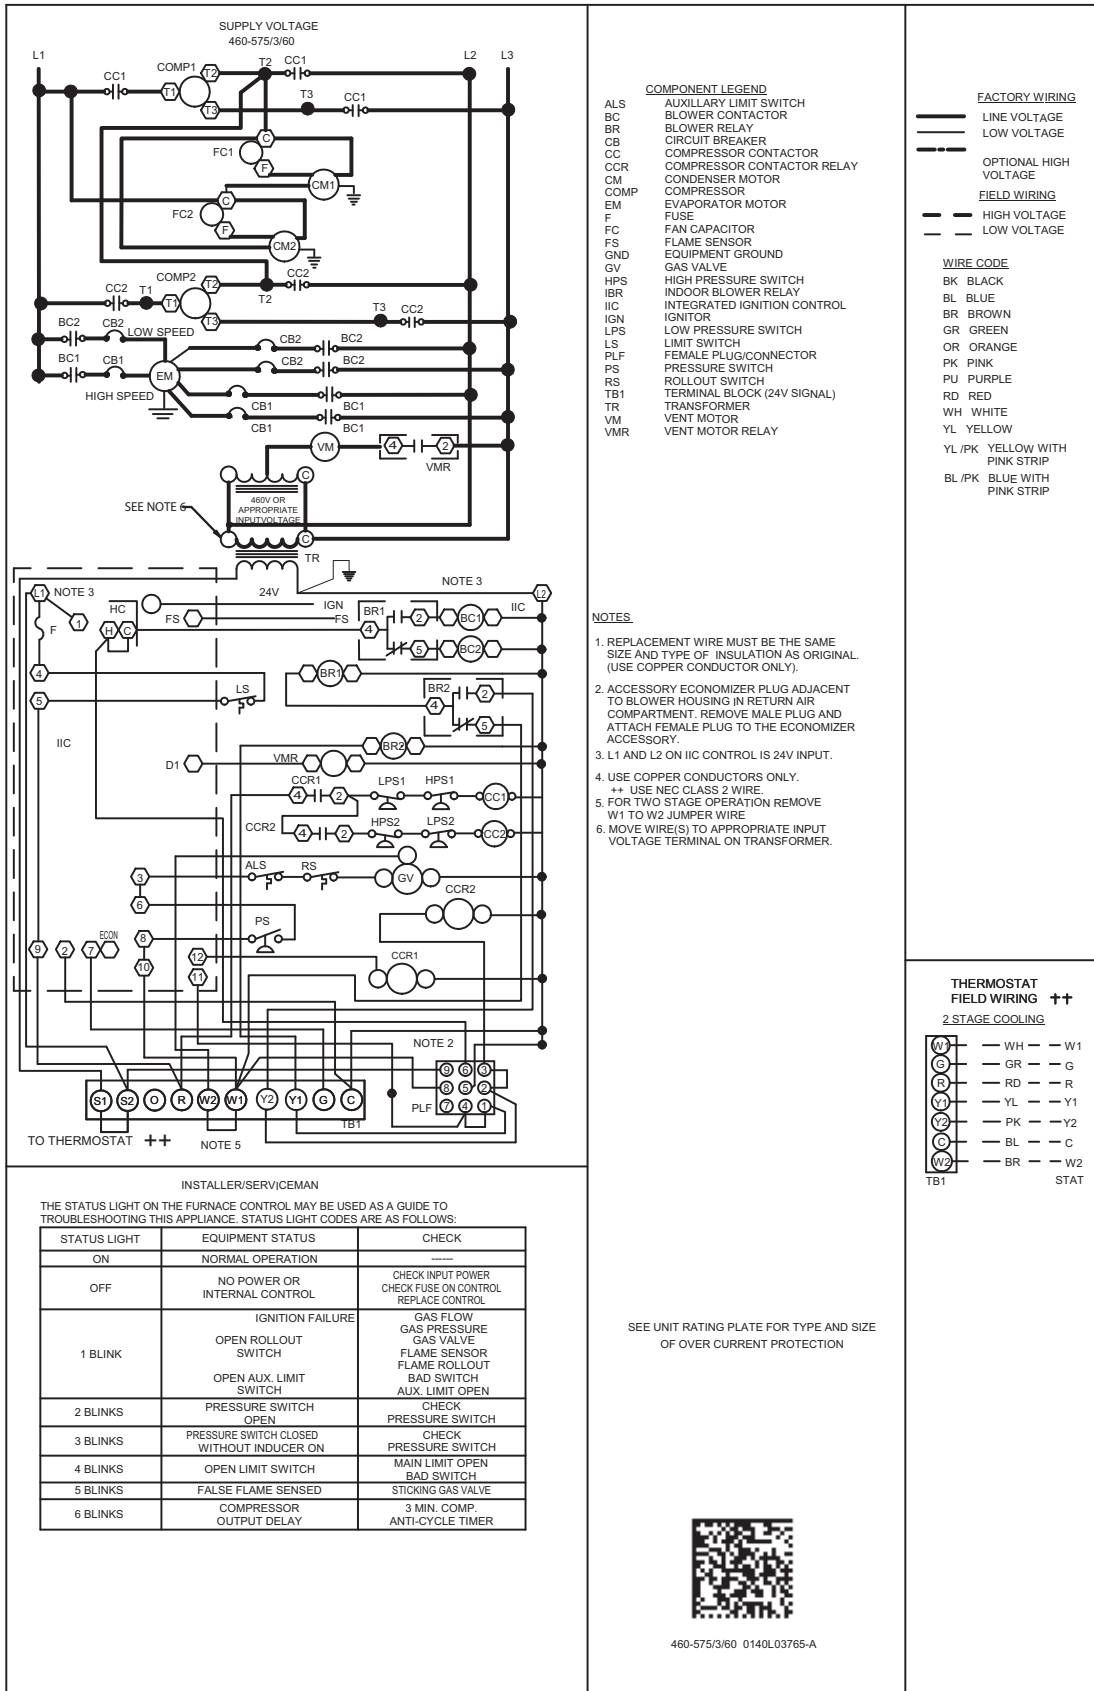 SUPPLY VOLTAGE
460-575/3/60
L1
L2
L3
COMP1
T2
T2
CC1
CC1
T1
T3
T3
CC1
C
FC1
F
CM1
C
FC2
F
CM2
COMP2
T2
CC2
T2
CC2
T1
T1
T3
T3
CC2
BC2
CB2
LOW SPEED
CB2
BC2
BC1
CB1
CB2
BC2
EM
HIGH SPEED
CB1
BC1
CB1
BC1
VM
4
2
VMR
C
460V OR
APPROPRIATE
INPUTVOLTAGE
SEE NOTE 6
C
TR
24V
NOTE 3
L1
NOTE 3
L2
HC
IGN
FS
FS
F
1
H
C
BR1
2
BC1
IIC
4
5
BC2
4
5
LS
BR1
BR2
2
4
5
IIC
BR2
D1
VMR
CCR1
LPS1
HPS1
4
2
CC1
CCR2
4
2
HPS2
LPS2
CC2
ALS
RS
3
GV
CCR2
6
PS
9
2
7
ECON
8
10
12
11
CCR1
NOTE 2
9
6
3
8
5
2
PLF
7
4
1
S1
S2
O
R
W2
W1
Y2
Y1
G
C
TB1
TO THERMOSTAT ++
NOTE 5
COMPONENT LEGEND
ALS AUXILLARY LIMIT SWITCH
BC BLOWER CONTACTOR
BR BLOWER RELAY
CB CIRCUIT BREAKER
CC COMPRESSOR CONTACTOR
CCR COMPRESSOR CONTACTOR RELAY
CM CONDENSER MOTOR
COMP COMPRESSOR
EM EVAPORATOR MOTOR
F FUSE
FC FAN CAPACITOR
FS FLAME SENSOR
GND EQUIPMENT GROUND
GV GAS VALVE
HPS HIGH PRESSURE SWITCH
IBR INDOOR BLOWER RELAY
IIC INTEGRATED IGNITION CONTROL
IGN IGNITOR
LPS LOW PRESSURE SWITCH
LS LIMIT SWITCH
PLF FEMALE PLUG/CONNECTOR
PS PRESSURE SWITCH
RS ROLLOUT SWITCH
TB1 TERMINAL BLOCK (24V SIGNAL)
TR TRANSFORMER
VM VENT MOTOR
VMR VENT MOTOR RELAY
NOTES
1. REPLACEMENT WIRE MUST BE THE SAME
SIZE AND TYPE OF INSULATION AS ORIGINAL.
(USE COPPER CONDUCTOR ONLY).
2. ACCESSORY ECONOMIZER PLUG ADJACENT
TO BLOWER HOUSING IN RETURN AIR
COMPARTMENT. REMOVE MALE PLUG AND
ATTACH FEMALE PLUG TO THE ECONOMIZER
ACCESSORY.
3. L1 AND L2 ON IIC CONTROL IS 24V INPUT.
4. USE COPPER CONDUCTORS ONLY.
++ USE NEC CLASS 2 WIRE.
5. FOR TWO STAGE OPERATION REMOVE
W1 TO W2 JUMPER WIRE
6. MOVE WIRE(S) TO APPROPRIATE INPUT
VOLTAGE TERMINAL ON TRANSFORMER.
FACTORY WIRING
LINE VOLTAGE
LOW VOLTAGE
OPTIONAL HIGH
VOLTAGE
FIELD WIRING
HIGH VOLTAGE
LOW VOLTAGE
WIRE CODE
BK BLACK
BL BLUE
BR BROWN
GR GREEN
OR ORANGE
PK PINK
PU PURPLE
RD RED
WH WHITE
YL YELLOW
YL /PK YELLOW WITH
PINK STRIP
BL /PK BLUE WITH
PINK STRIP
THERMOSTAT
FIELD WIRING ++
2 STAGE COOLING
W1 WH W1
G GR G
R RD R
Y1 YL Y1
Y2 PK Y2
C BL C
W2 BR W2
TB1 STAT
INSTALLER/SERVICEMAN
THE STATUS LIGHT ON THE FURNACE CONTROL MAY BE USED AS A GUIDE TO
TROUBLESHOOTING THIS APPLIANCE. STATUS LIGHT CODES ARE AS FOLLOWS:
STATUS LIGHT EQUIPMENT STATUS CHECK
ON NORMAL OPERATION ------
OFF
NO POWER OR
INTERNAL CONTROL
CHECK INPUT POWER
CHECK FUSE ON CONTROL
REPLACE CONTROL
1 BLINK
IGNITION FAILURE
OPEN ROLLOUT
SWITCH
OPEN AUX. LIMIT
SWITCH
GAS FLOW
GAS PRESSURE
GAS VALVE
FLAME SENSOR
FLAME ROLLOUT
BAD SWITCH
AUX. LIMIT OPEN
2 BLINKS
PRESSURE SWITCH
OPEN
CHECK
PRESSURE SWITCH
3 BLINKS
PRESSURE SWITCH CLOSED
WITHOUT INDUCER ON
CHECK
PRESSURE SWITCH
4 BLINKS
OPEN LIMIT SWITCH
MAIN LIMIT OPEN
BAD SWITCH
5 BLINKS FALSE FLAME SENSED STICKING GAS VALVE
6 BLINKS
COMPRESSOR
OUTPUT DELAY
3 MIN. COMP.
ANTI-CYCLE TIMER
SEE UNIT RATING PLATE FOR TYPE AND SIZE
OF OVER CURRENT PROTECTION
460-575/3/60 0140L03765-A